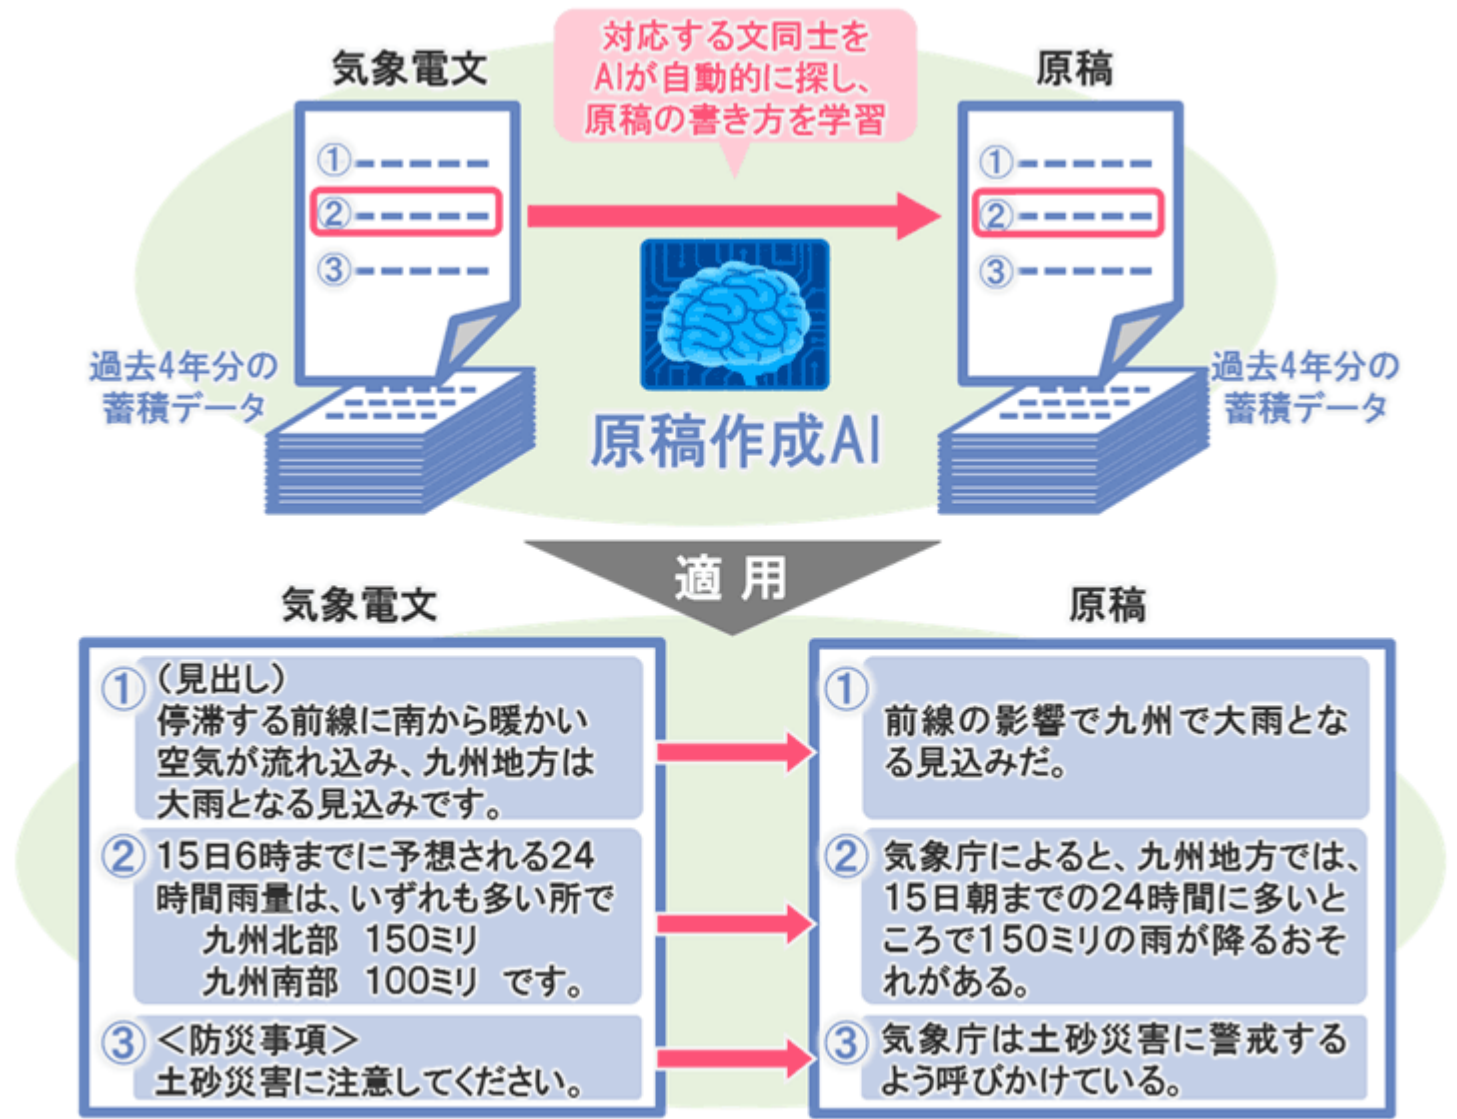 対応する文同士を
AIが自動的に探し、
原稿の書き方を学習
気象電文
原稿
①
②
③
①
②
③
過去4年分の
蓄積データ
過去4年分の
蓄積データ
原稿作成AI
適用
気象電文
原稿
①（見出し）
停滞する前線に南から暖かい
空気が流れ込み、九州地方は
大雨となる見込みです。
①
前線の影響で九州で大雨とな
る見込みだ。
②15日6時までに予想される24
時間雨量は、いずれも多い所で
九州北部　150ミリ
九州南部　100ミリ　です。
②気象庁によると、九州地方では、
15日朝までの24時間に多いと
ころで150ミリの雨が降るおそ
れがある。
③＜防災事項＞
土砂災害に注意してください。
③気象庁は土砂災害に警戒する
よう呼びかけている。